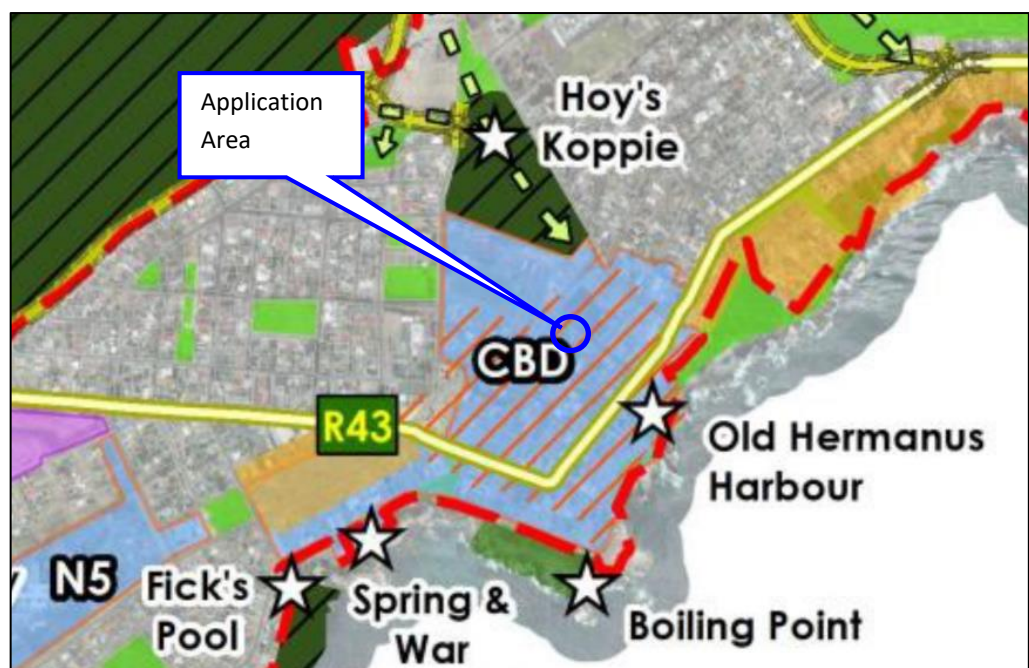 Application
Area
Hoy's
Koppie
CBD
R43
Old Hermanus
Harbour
N5
Fick's
Pool
Spring &
War
Boiling Point